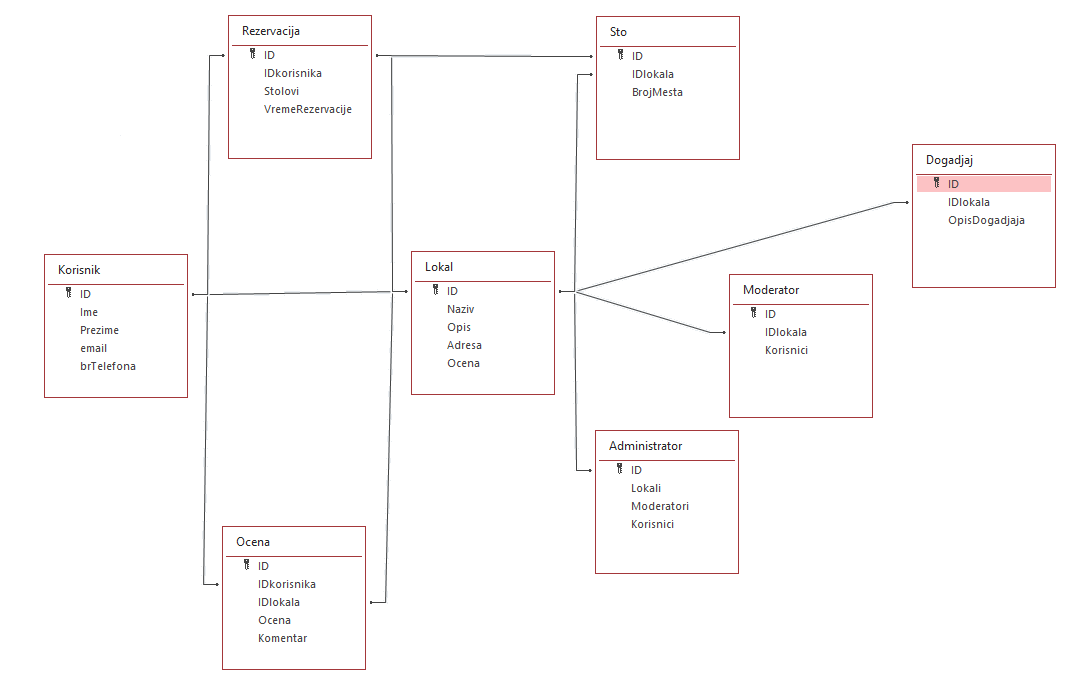 Rezervacija
ID
IDkorisnika
Stolovi
VremeRezervacije
Sto
ID
IDlokala
BrojMesta
Dogadjaj
ID
IDlokala
OpisDogadjaja
Korisnik
ID
Ime
Prezime
email
brTelefona
Lokal
ID
Naziv
Opis
Adresa
Ocena
Moderator
ID
IDlokala
Korisnici
Administrator
ID
Lokali
Moderatori
Korisnici
Ocena
ID
IDkorisnika
IDlokala
Ocena
Komentar